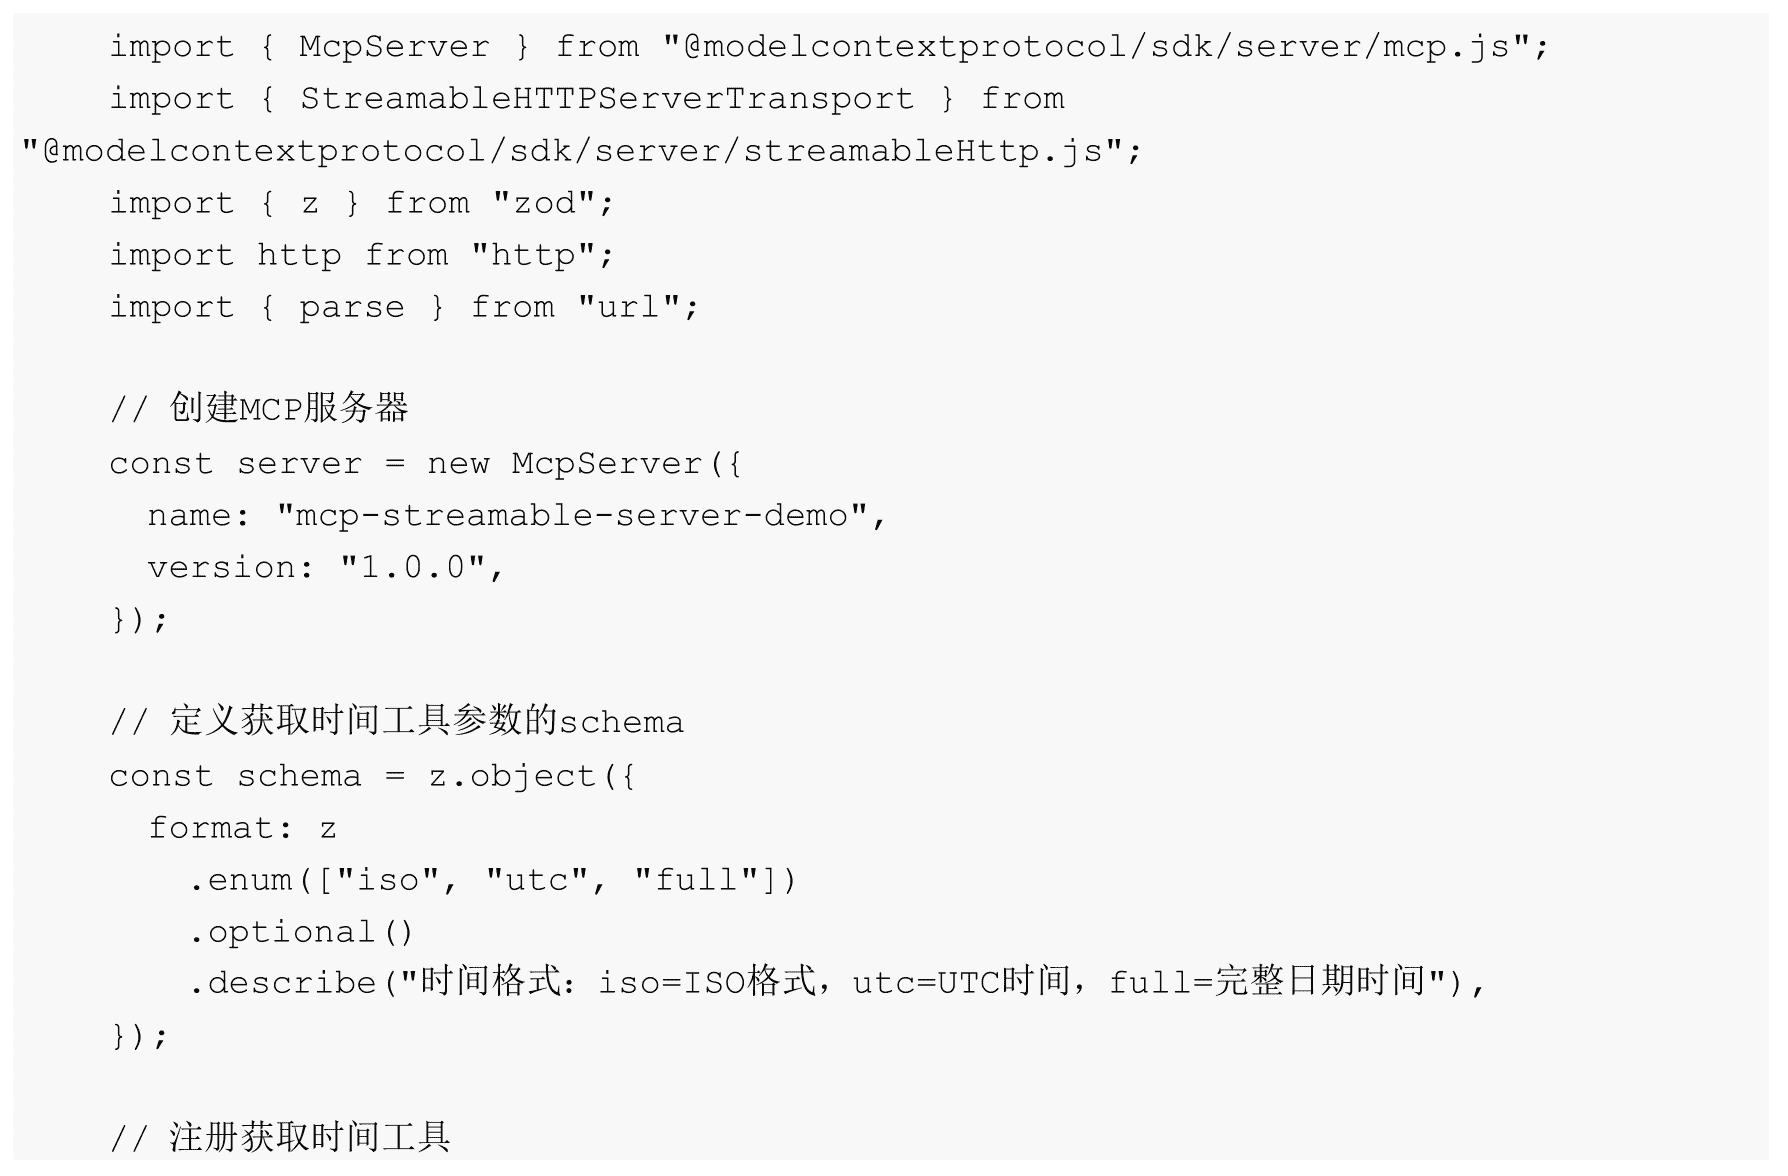 import { McpServer } from "@modelcontextprotocol/sdk/server/mcp.js";
import { StreamableHTTPServerTransport } from
"@modelcontextprotocol/sdk/server/streamableHttp.js";
import { z } from "zod";
import http from "http";
import { parse } from "url";
// 创建MCP服务器
const server = new McpServer({
name: "mcp-streamable-server-demo",
version: "1.0.0",
});
// 定义获取时间工具参数的schema
const schema = z.object({
format: z
.enum(["iso", "utc", "full"])
.optional()
.describe("时间格式：iso=ISO格式，utc=UTC时间，full=完整日期时间"),
});
// 注册获取时间工具